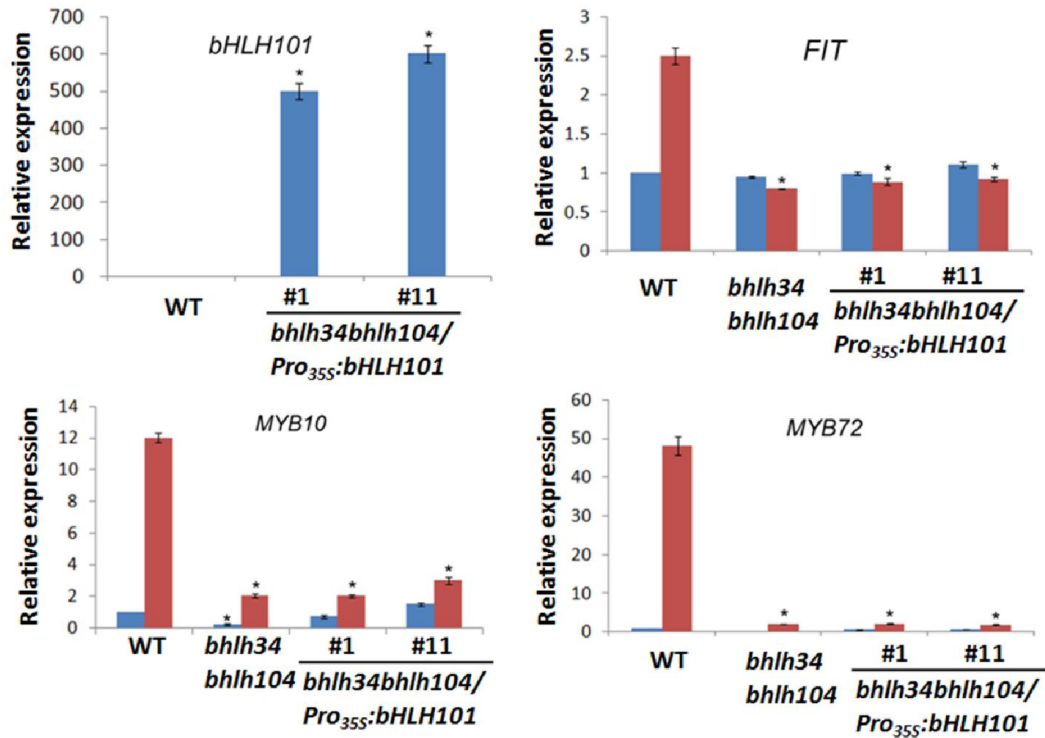 bHLH101
Relative expression
700
600
500
400
300
200
100
0
*
*
WT
#1
#11
bhlh34bhlh104/
Pro35S:bHLH101
FIT
Relative expression
3
2.5
2
1.5
1
0.5
0
*
*
*
WT
bhlh34
bhlh104
#1
#11
bhlh34bhlh104/
Pro35S:bHLH101
MYB10
Relative expression
14
12
10
8
6
4
2
0
*
*
*
*
WT
bhlh34
bhlh104
#1
#11
bhlh34bhlh104/
Pro35S:bHLH101
MYB72
Relative expression
60
50
40
30
20
10
0
*
*
*
WT
bhlh34
bhlh104
#1
#11
bhlh34bhlh104/
Pro35S:bHLH101